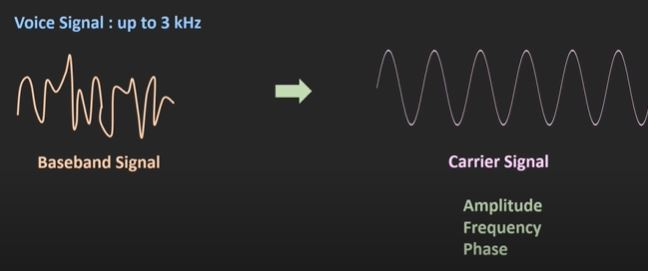 Voice Signal : up to 3 kHz
Baseband Signal
Carrier Signal
Amplitude
Frequency
Phase